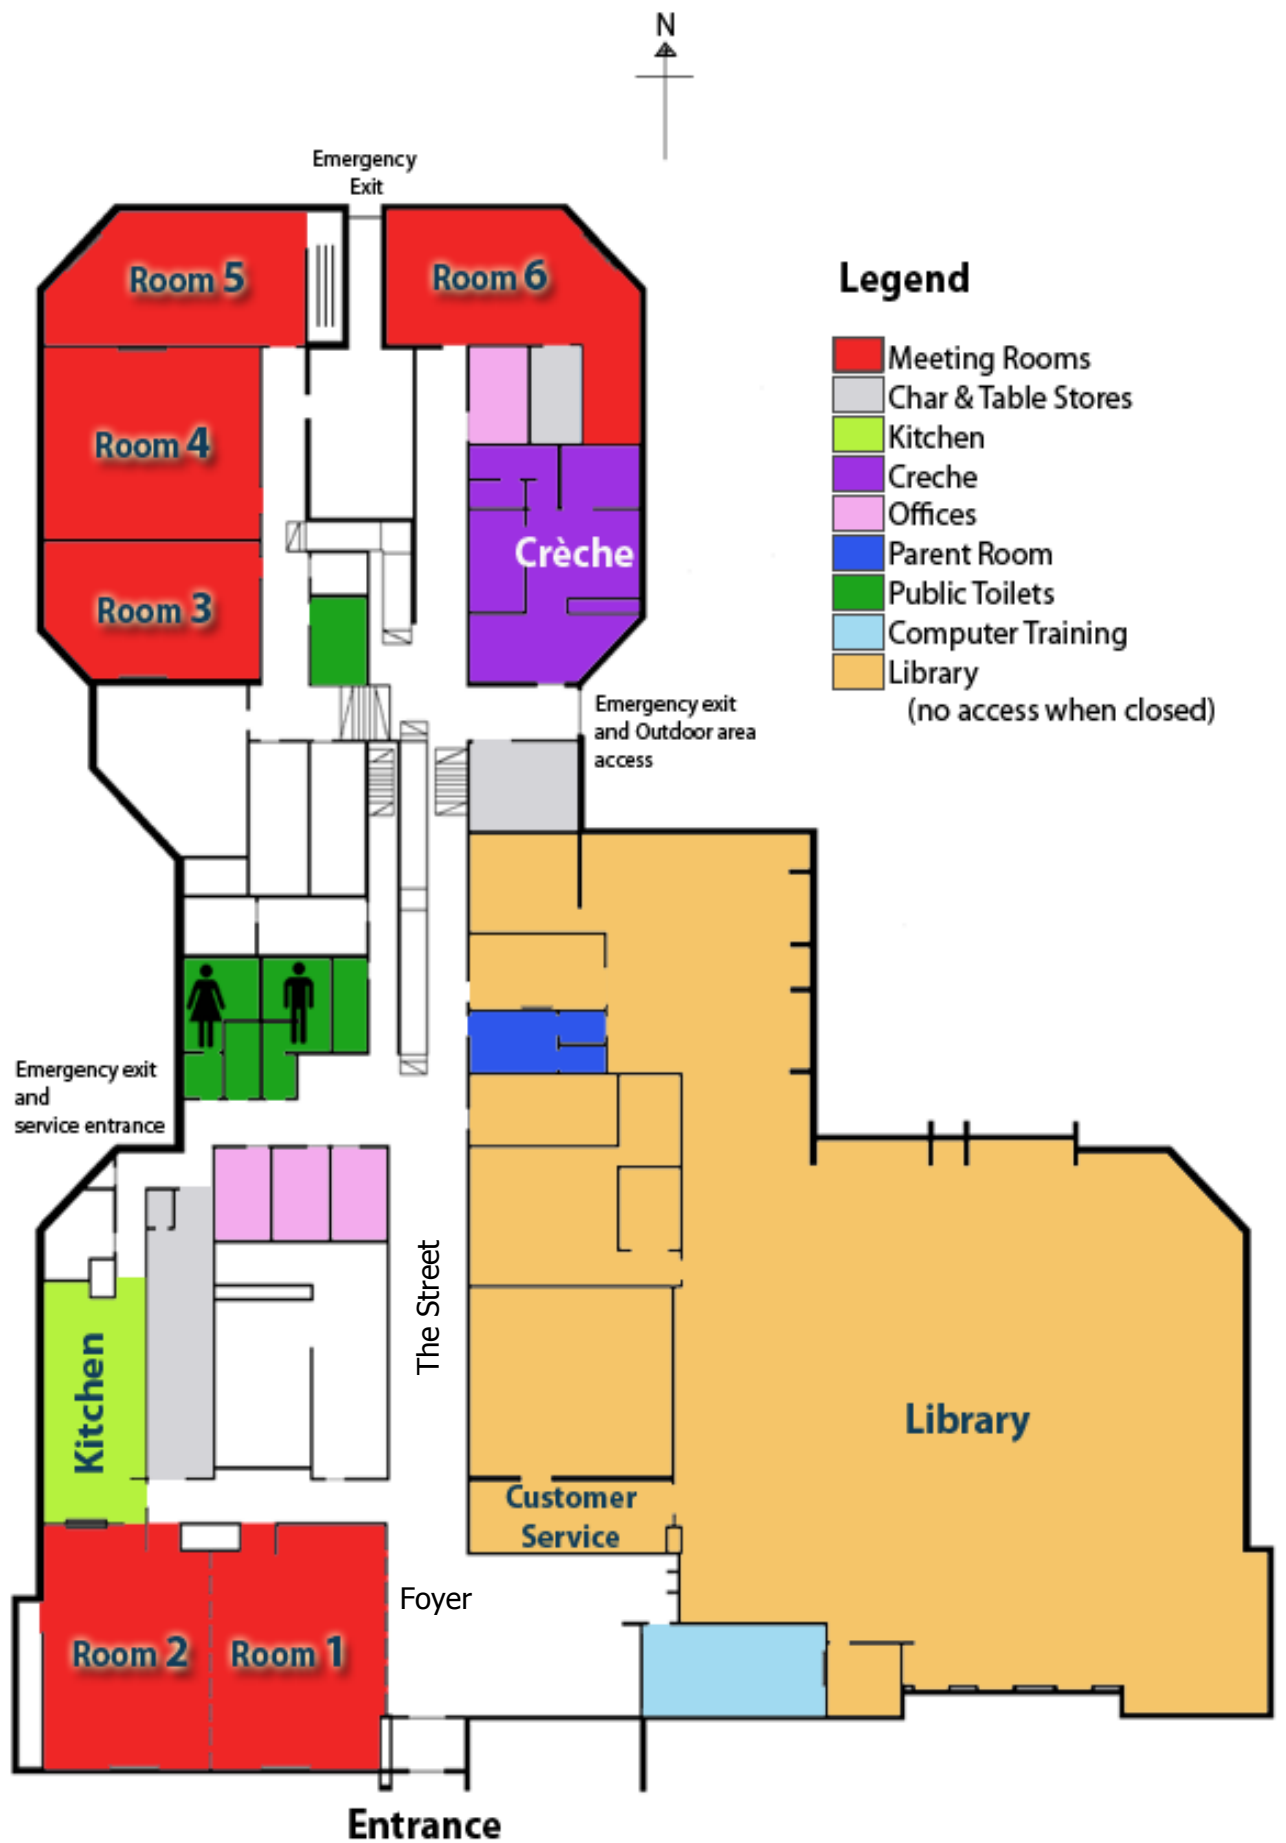 N
Emergency
Exit
Room 5
Room 6
Legend
Meeting Rooms
Char & Table Stores
Kitchen
Creche
Offices
Parent Room
Public Toilets
Computer Training
Library
(no access when closed)
Room 4
Crèche
Room 3
Emergency exit
and Outdoor area
access
Emergency exit
and
service entrance
The Street
Kitchen
Library
Customer
Service
Foyer
Room 2
Room 1
Entrance